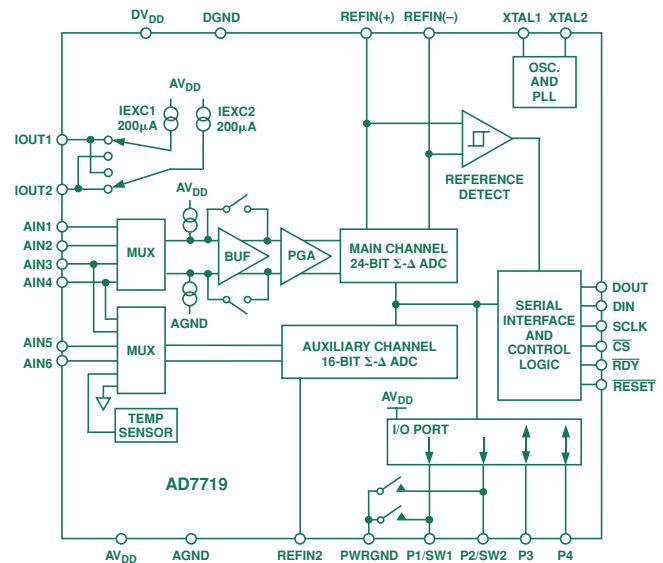 DVDD DGND REFIN(+) REFIN(–) XTAL1 XTAL2
OSC.
AND
PLL
AVDD
IEXC1
200µA
IEXC2
200µA
IOUT1
IOUT2
REFERENCE
DETECT
AVDD
AIN1
AIN2
AIN3
AIN4
MUX
BUF
PGA
MAIN CHANNEL
24-BIT Σ-Δ ADC
AGND
AIN5
AIN6
MUX
AUXILIARY CHANNEL
16-BIT Σ-Δ ADC
SERIAL
INTERFACE
AND
CONTROL
LOGIC
DOUT
DIN
SCLK
CS
RDY
RESET
TEMP
SENSOR
AVDD
I/O PORT
AD7719
AVDD AGND REFIN2 PWRGND P1/SW1 P2/SW2 P3 P4